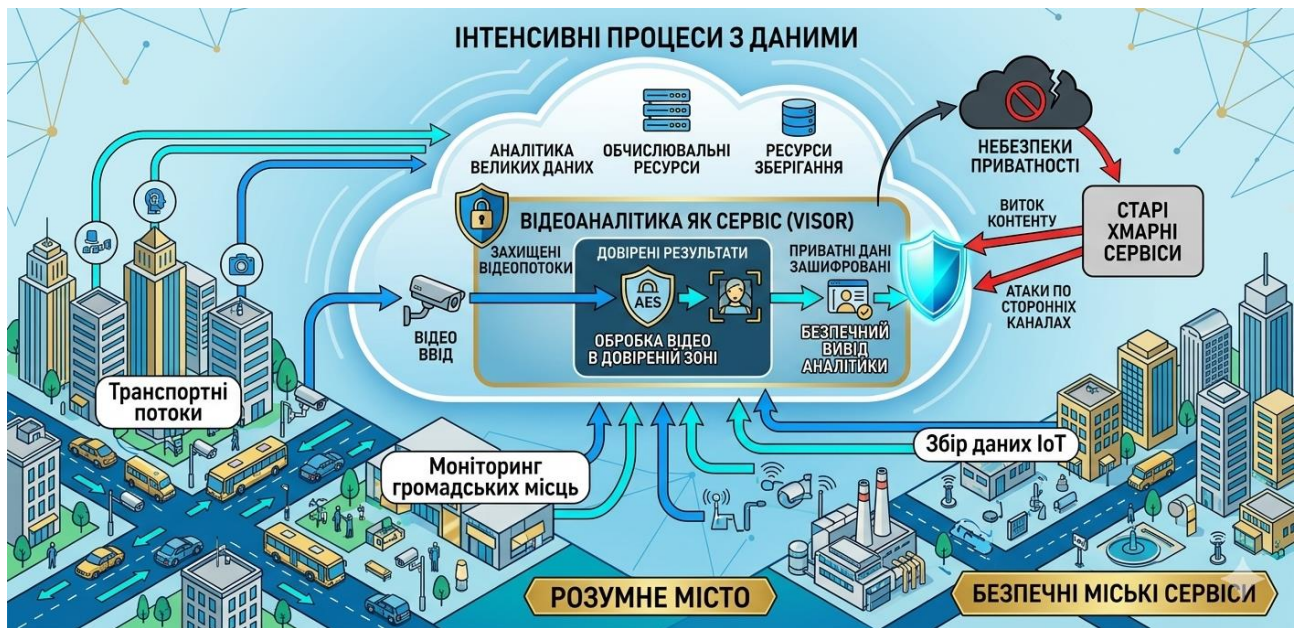 ІНТЕНСИВНІ ПРОЦЕСИ З ДАНИМИ
АНАЛІТИКА
ВЕЛИКИХ ДАНИХ
ОБЧИСЛЮВАЛЬНІ
РЕСУРСИ
РЕСУРСИ
ЗБЕРІГАННЯ
НЕБЕЗПЕКИ
ПРИВАТНОСТІ
ВІДЕОАНАЛІТИКА ЯК СЕРВІС (VISOR)
ЗАХИЩЕНІ
ВІДЕОПОТОКИ
ДОВІРЕНІ РЕЗУЛЬТАТИ
ПРИВАТНІ ДАНІ
ЗАШИФРОВАНІ
ВИТОК
КОНТЕНТУ
СТАРІ
ХМАРНІ
СЕРВІСИ
АТАКИ ПО
СТОРОННІХ
КАНАЛАХ
AES
ВІДЕО
ВВІД
ОБРОБКА ВІДЕО
В ДОВІРЕНІЙ ЗОНІ
БЕЗПЕЧНИЙ
ВИВІД
АНАЛІТИКИ
Транспортні
потоки
Моніторинг
громадських місць
Збір даних IoT
РОЗУМНЕ МІСТО
БЕЗПЕЧНІ МІСЬКІ СЕРВІСИ